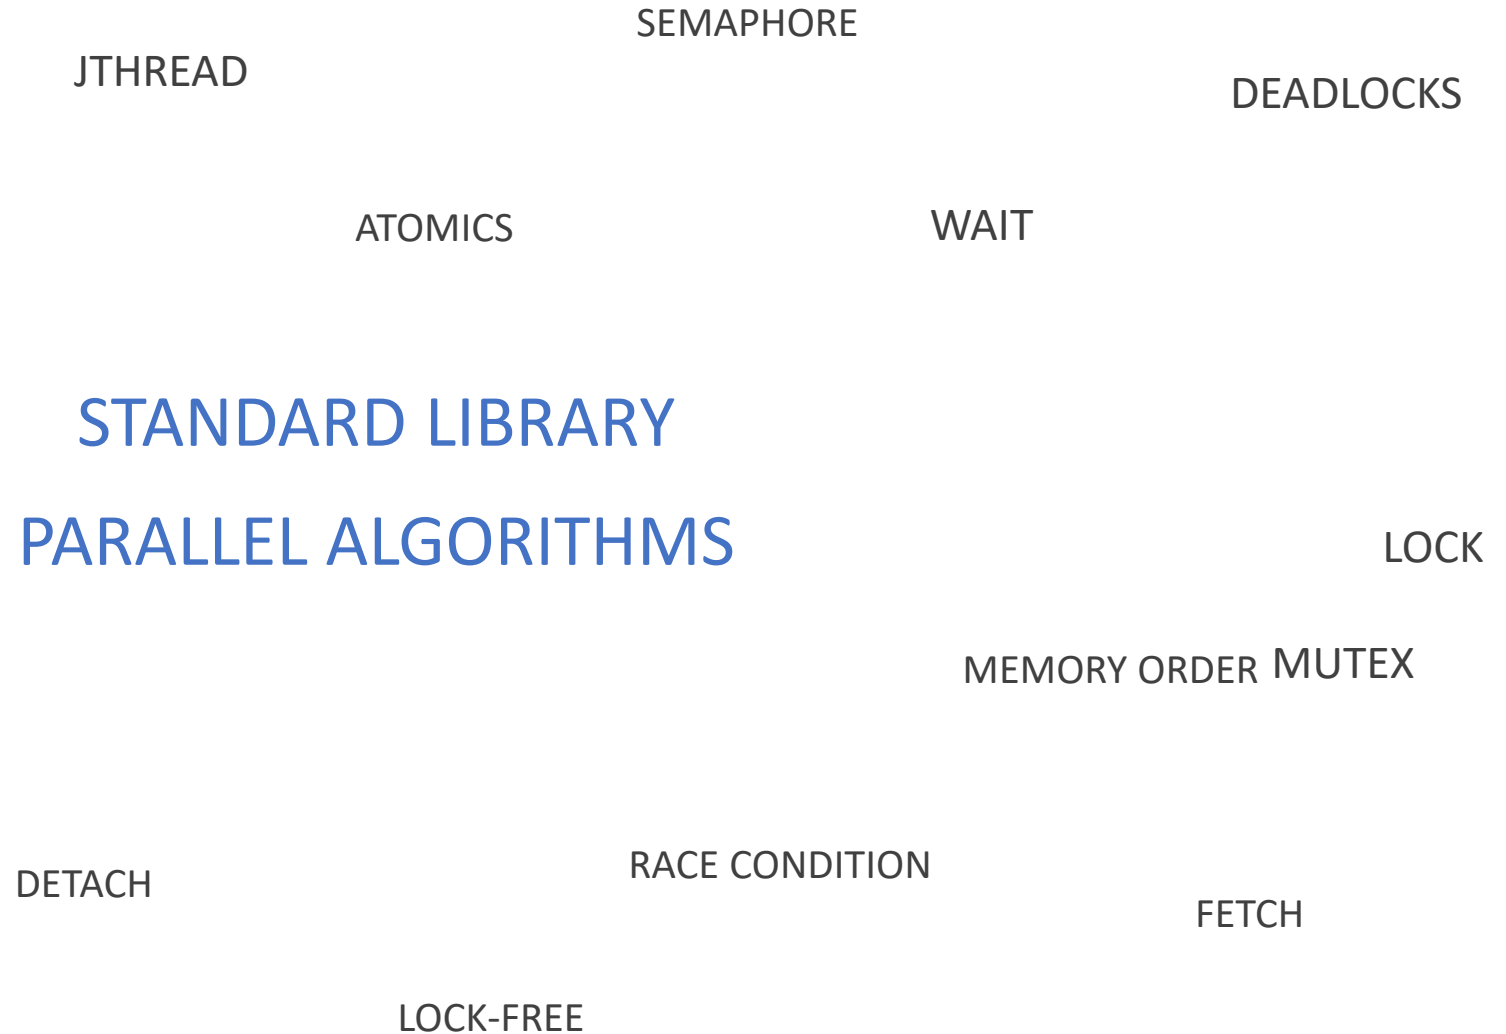 SEMAPHORE
JTHREAD
DEADLOCKS
ATOMICS
WAIT
STANDARD LIBRARY
PARALLEL ALGORITHMS
LOCK
MEMORY ORDER
MUTEX
RACE CONDITION
DETACH
FETCH
LOCK-FREE